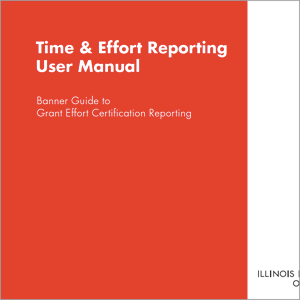 Time & Effort Reporting
User Manual
Banner Guide to
Grant Effort Certification Reporting
ILLINOIS